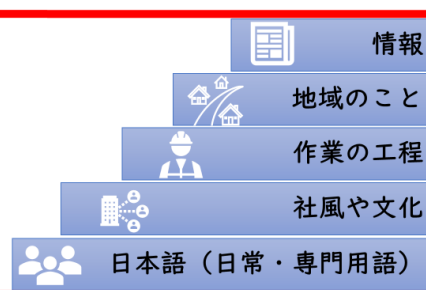 情報
地域のこと
作業の工程
社風や文化
日本語（日常・専門用語）